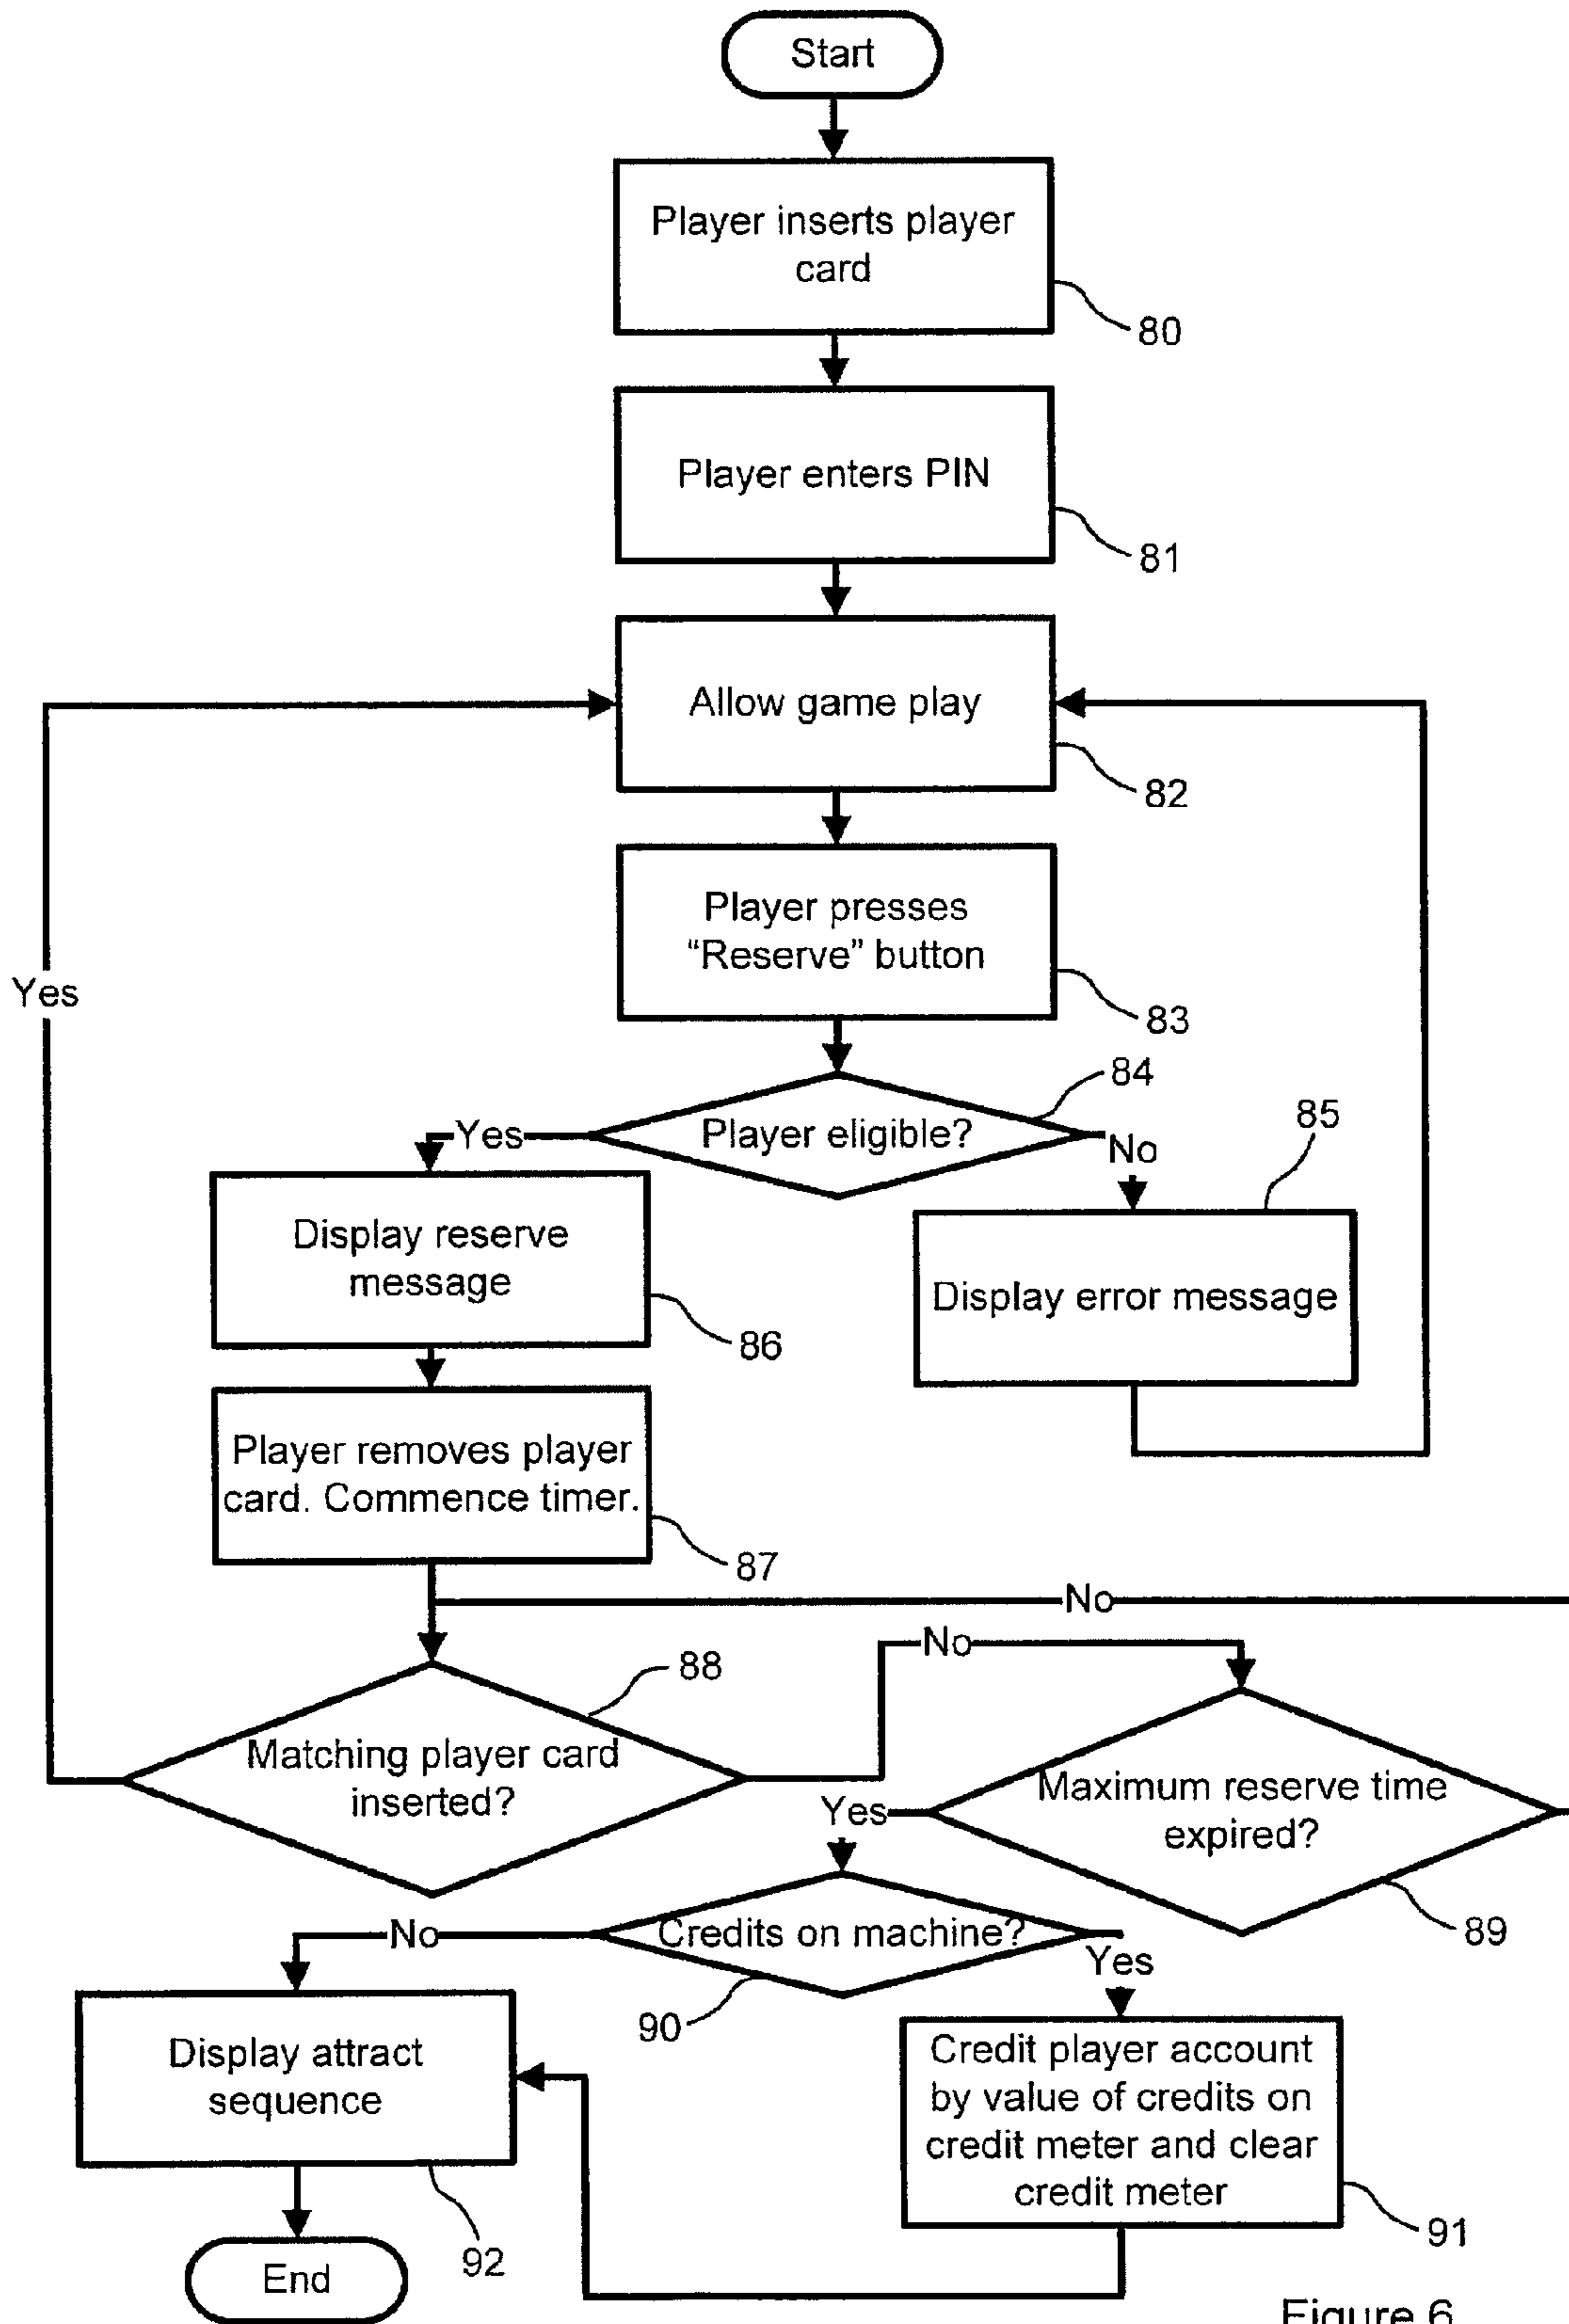 Start
Player inserts player
card
80
Player enters PIN
81
Allow game play
82
Player presses
“Reserve” button
83
Yes
84
Player eligible?
Yes
No
85
Display reserve
message
86
Display error message
Player removes player
card. Commence timer.
87
No
No
88
Matching player card
inserted?
Maximum reserve time
expired?
89
Yes
Credits on machine?
90
No
Yes
Display attract
sequence
92
Credit player account
by value of credits on
credit meter and clear
credit meter
91
End
Figure 6